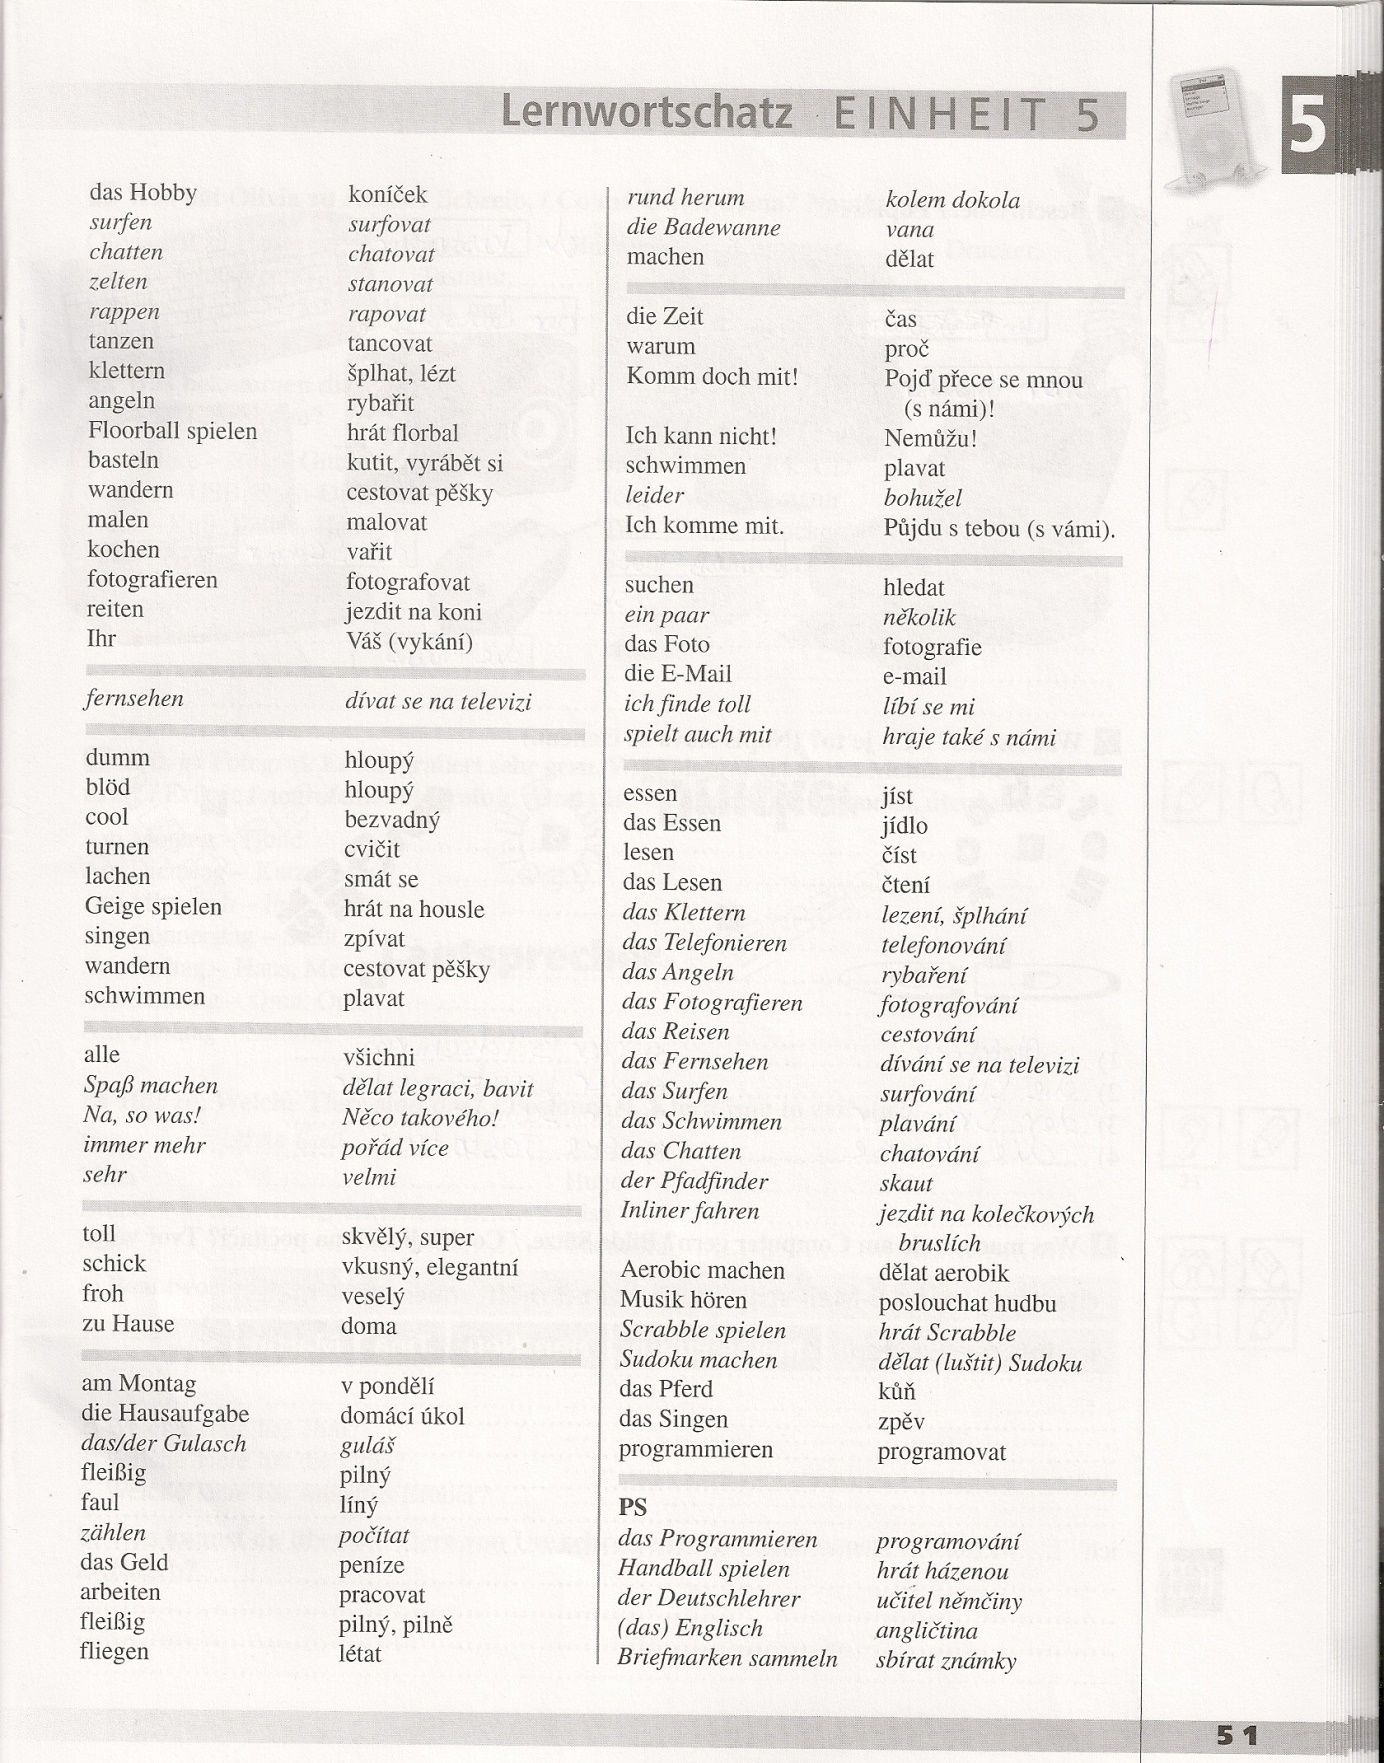 Lernwortschatz EINHEIT 5
5
das Hobby koníček
surfen surfovat
chatten chatovat
zelten stanovat
rappen rapovat
tanzen tancovat
klettern šplhat, lézt
angeln rybařit
Floorball spielen hrát florbal
basteln kutit, vyrábět si
wandern cestovat pěšky
malen malovat
kochen vařit
fotografieren fotografovat
reiten jezdit na koni
Ihr Váš (vykání)
fernsehen dívat se na televizi
dumm hloupý
blöd hloupý
cool bezvadný
turnen cvičit
lachen smát se
Geige spielen hrát na housle
singen zpívat
wandern cestovat pěšky
schwimmen plavat
alle všichni
Spaß machen dělat legraci, bavit
Na, so was! Něco takového!
immer mehr pořád více
sehr velmi
toll skvělý, super
schick vkusný, elegantní
froh veselý
zu Hause doma
am Montag v pondělí
die Hausaufgabe domácí úkol
das/der Gulasch guláš
fleißig pilný
faul líný
zählen počítat
das Geld peníze
arbeiten pracovat
fleißig pilný, pilně
fliegen létat
rund herum kolem dokola
die Badewanne vana
machen dělat
die Zeit čas
warum proč
Komm doch mit! Pojď přece se mnou
(s námi)!
Ich kann nicht! Nemůžu!
schwimmen plavat
leider bohužel
Ich komme mit. Půjdu s tebou (s vámi).
suchen hledat
ein paar několik
das Foto fotografie
die E-Mail e-mail
ich finde toll líbí se mi
spielt auch mit hraje také s námi
essen jíst
das Essen jídlo
lesen číst
das Lesen čtení
das Klettern lezení, šplhání
das Telefonieren telefonování
das Angeln rybaření
das Fotografieren fotografování
das Reisen cestování
das Fernsehen dívání se na televizi
das Surfen surfování
das Schwimmen plavání
das Chatten chatování
der Pfadfinder skaut
Inliner fahren jezdit na kolečkových
bruslích
Aerobic machen dělat aerobik
Musik hören poslouchat hudbu
Scrabble spielen hrát Scrabble
Sudoku machen dělat (luštit) Sudoku
das Pferd kůň
das Singen zpěv
programmieren programovat
PS
das Programmieren programování
Handball spielen hrát házenou
der Deutschlehrer učitel němčiny
(das) Englisch angličtina
Briefmarken sammeln sbírat známky
51